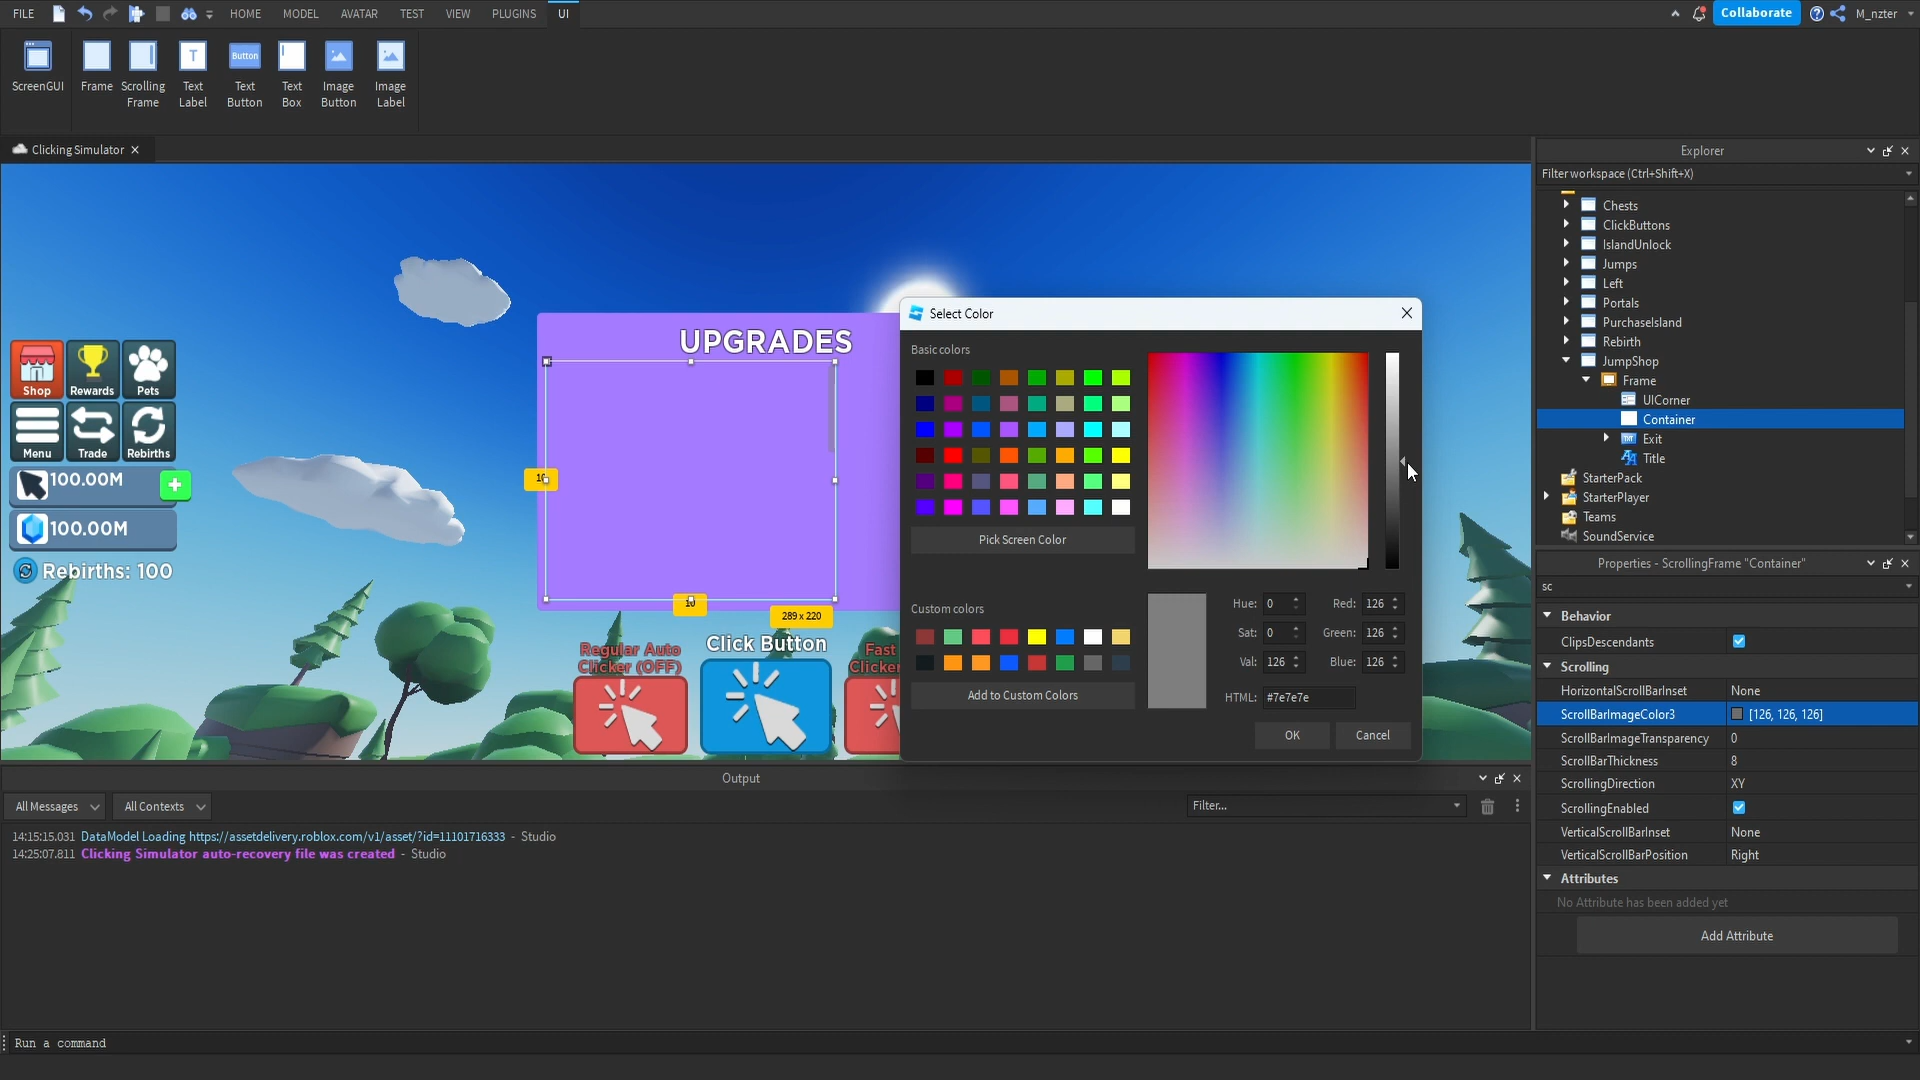 FILE HOME MODEL AVATAR TEST VIEW PLUGINS UI Collaborate M_nzter
ScreenGUI Frame Scrolling Frame Text Label Text Button Button Text Box Image Button Image Label
Clicking Simulator
Explorer
Filter workspace (Ctrl+Shift+X)
Chests
ClickButtons
IslandUnlock
Jumps
Left
Portals
PurchaseIsland
Rebirth
JumpShop
Frame
UICorner
Container
Exit
Title
StarterPack
StarterPlayer
Teams
SoundService
UPGRADES
Shop Rewards Pets
Menu Trade Rebirths
100.00M
100.00M
Rebirths: 100
10
289 x 220
Regular Auto
Clicker (OFF)
Click Button
Fast
Clicker
Select Color
Basic colors
Pick Screen Color
Custom colors
Add to Custom Colors
Hue: 0 Red: 126
Sat: 0 Green: 126
Val: 126 Blue: 126
HTML: #7e7e7e
OK Cancel
Properties - ScrollingFrame "Container"
sc
Behavior
ClipsDescendants
Scrolling
HorizontalScrollBarInset None
ScrollBarImageColor3 [126, 126, 126]
ScrollBarImageTransparency 0
ScrollBarThickness 8
ScrollingDirection XY
ScrollingEnabled
VerticalScrollBarInset None
VerticalScrollBarPosition Right
Attributes
No Attribute has been added yet
Add Attribute
Output
All Messages All Contexts Filter...
14:15:15.031 DataModel Loading https://assetdelivery.roblox.com/v1/asset/?id=11101716333 - Studio
14:25:07.811 Clicking Simulator auto-recovery file was created - Studio
Run a command